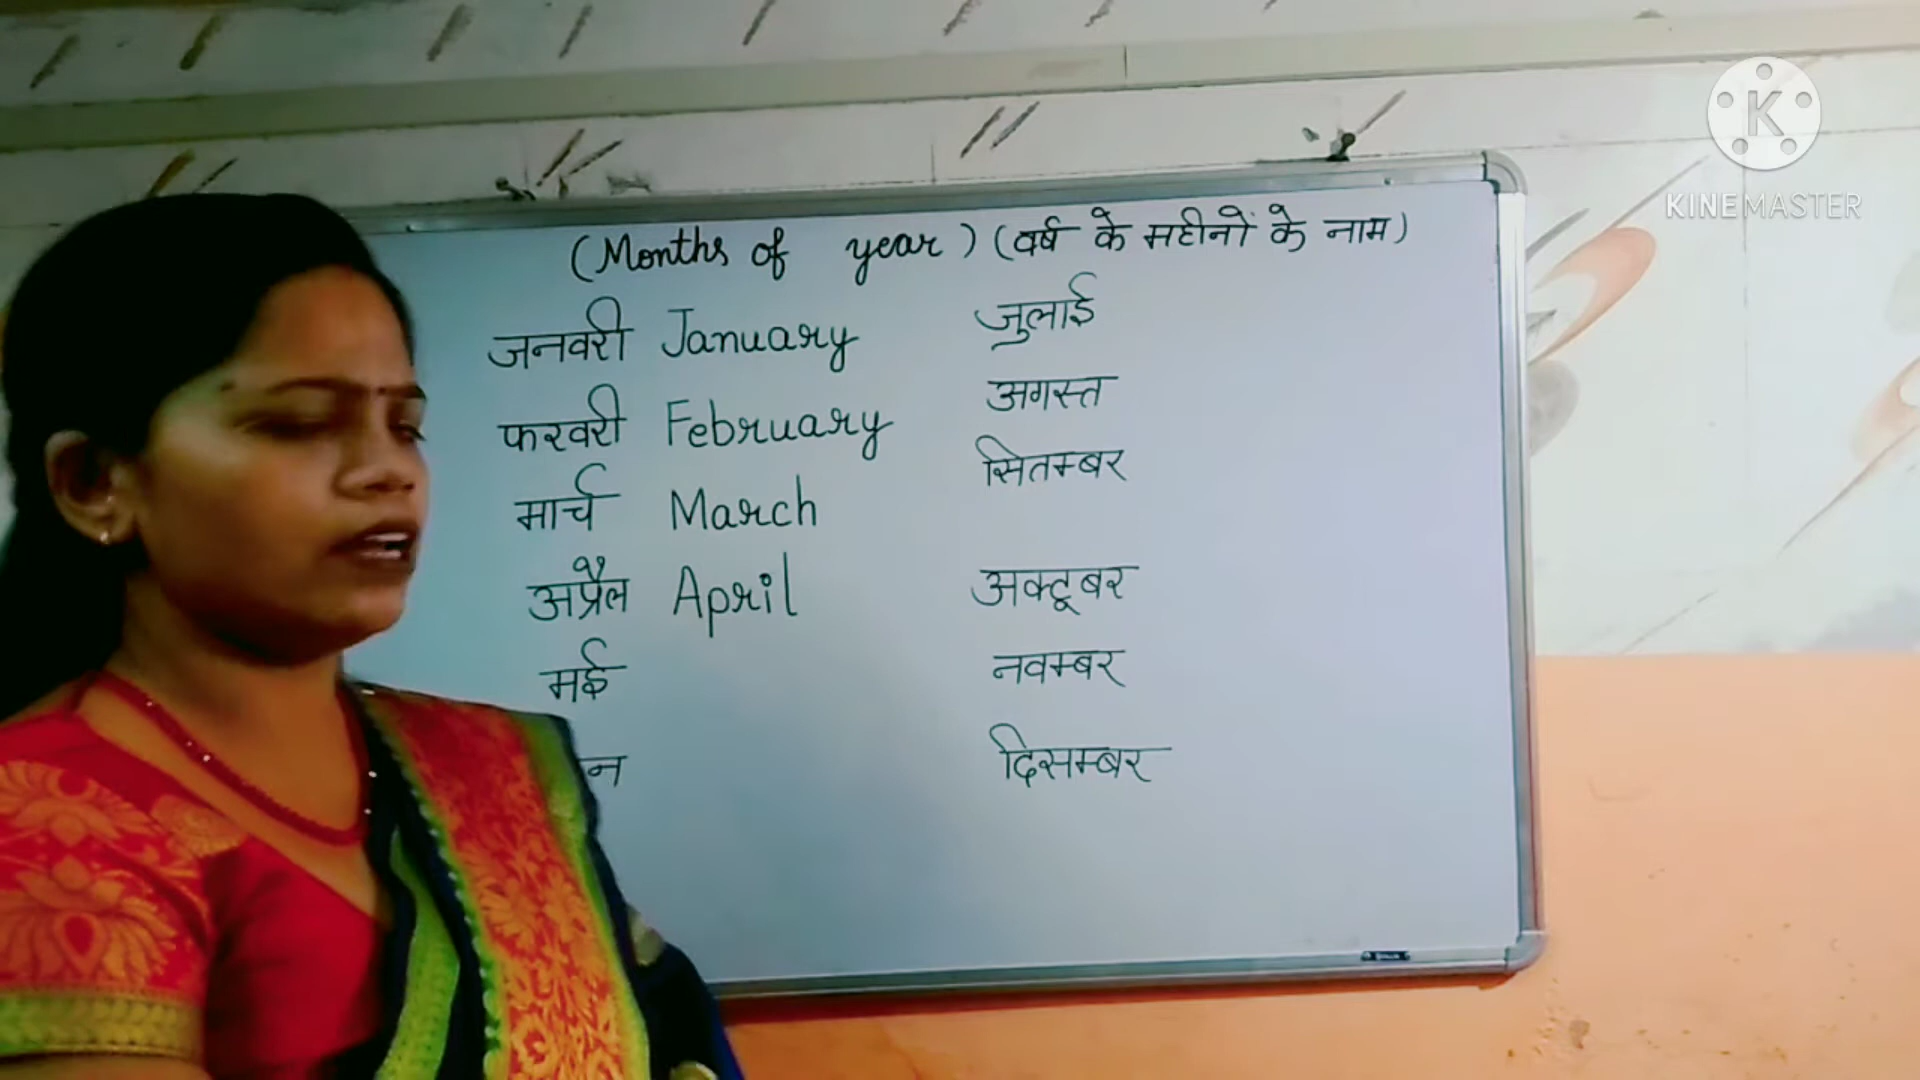 (Months of year) (वर्ष के महीनों के नाम)
जनवरी January
फरवरी February
मार्च March
अप्रैल April
मई
न
जुलाई
अगस्त
सितम्बर
अक्टूबर
नवम्बर
दिसम्बर
KINEMASTER